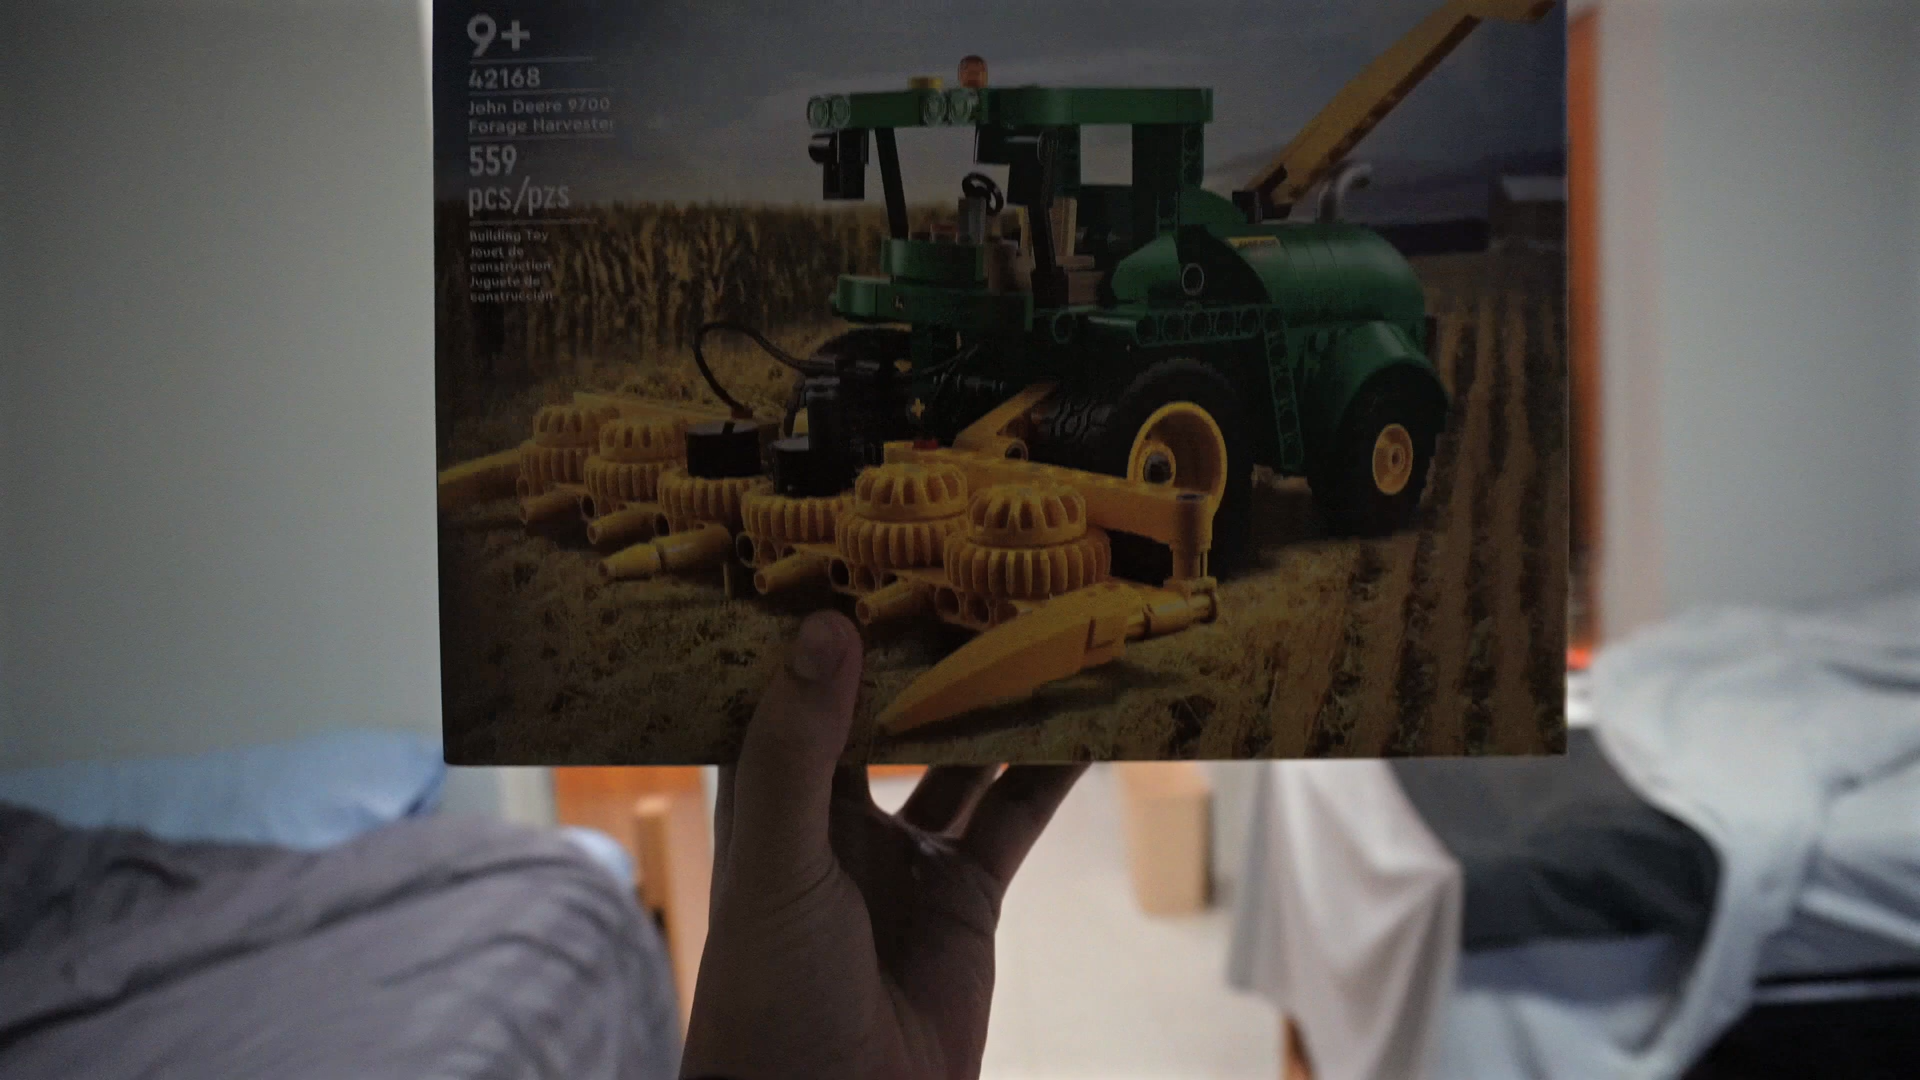 9+
42168
John Deere 9700
Forage Harvester
559
pcs/pzs
Building Toy
Jouet de
construction
Juguete de
construcción